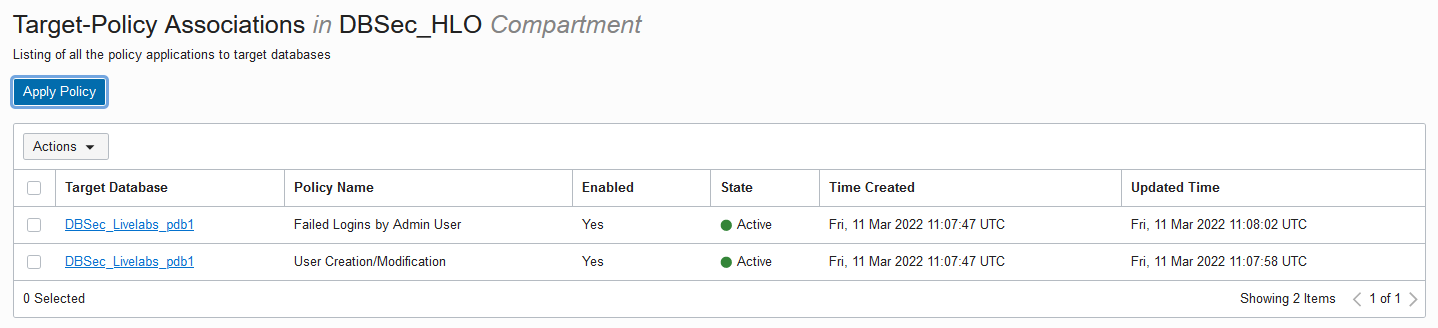 Target-Policy Associations in DBSec_HLO Compartment
Listing of all the policy applications to target databases
Apply Policy
Actions
Target Database Policy Name Enabled State Time Created Updated Time
DBSec_Livelabs_pdb1 Failed Logins by Admin User Yes Active Fri, 11 Mar 2022 11:07:47 UTC Fri, 11 Mar 2022 11:08:02 UTC
DBSec_Livelabs_pdb1 User Creation/Modification Yes Active Fri, 11 Mar 2022 11:07:47 UTC Fri, 11 Mar 2022 11:07:58 UTC
0 Selected Showing 2 Items 1 of 1